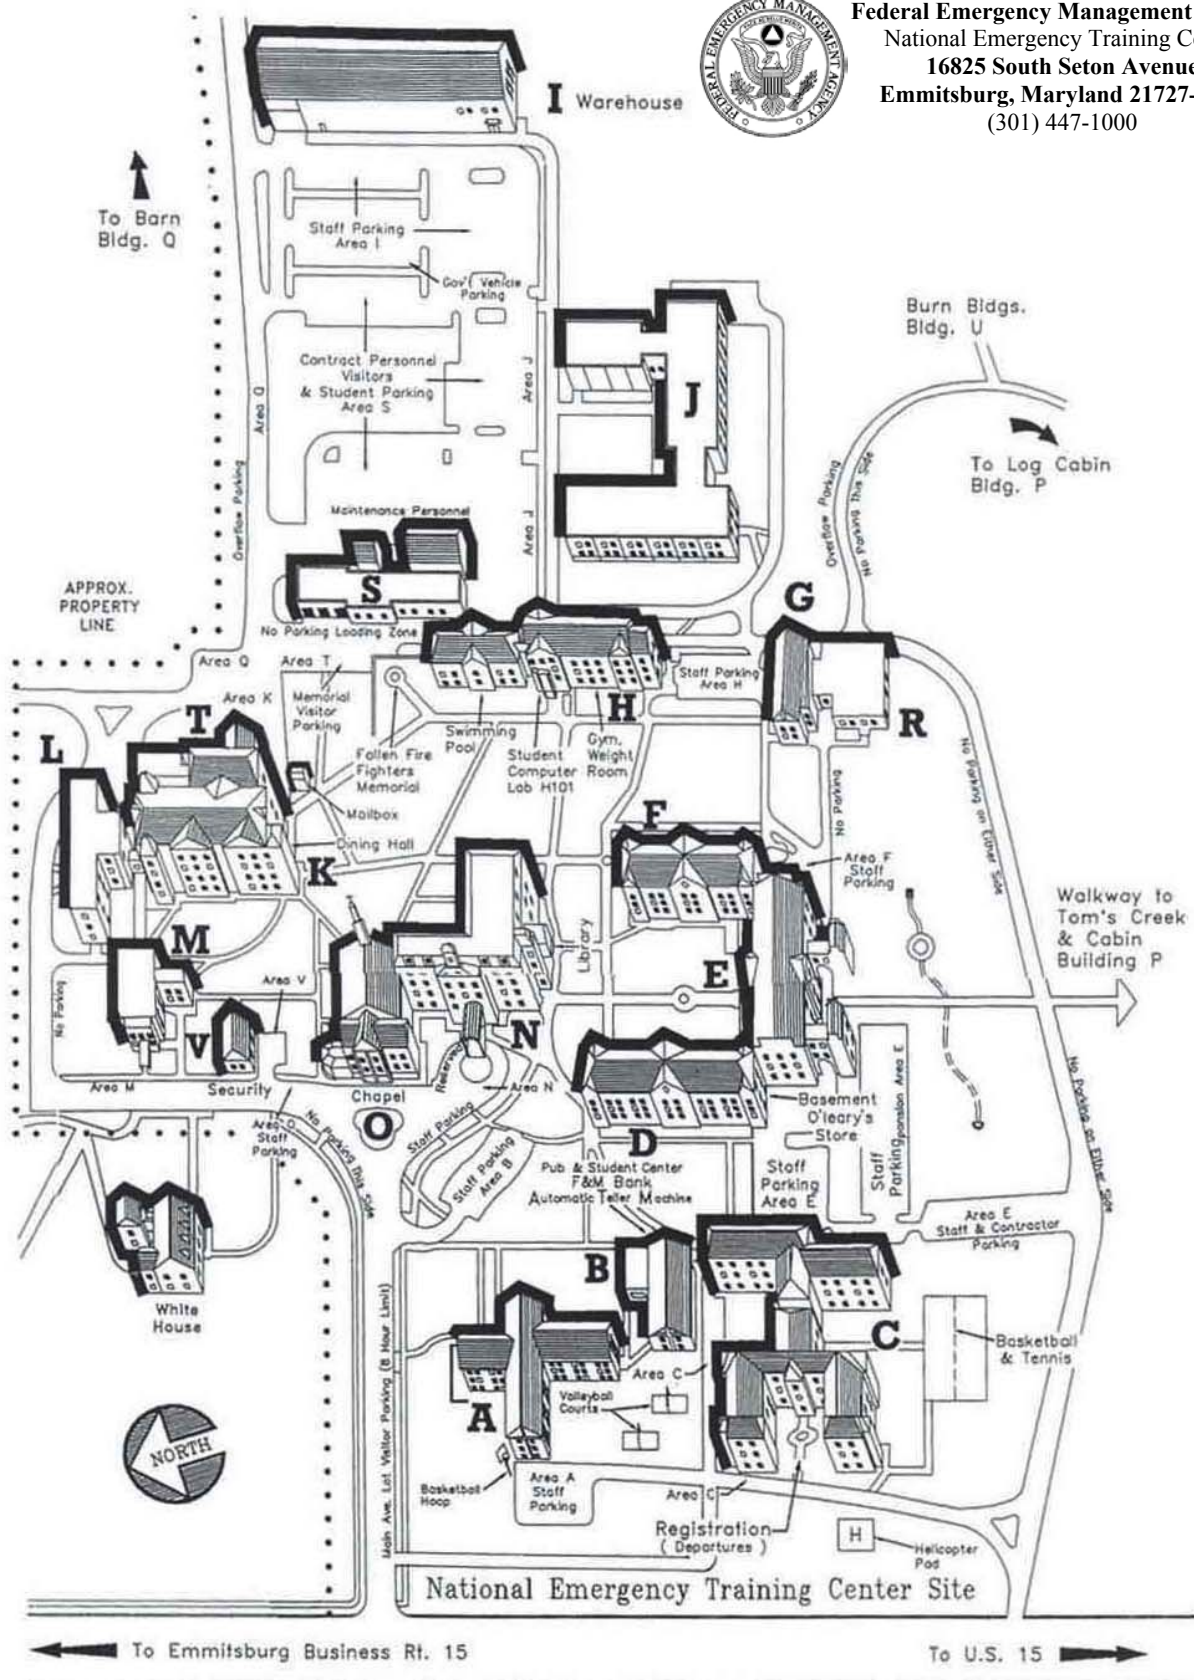 FEDERAL EMERGENCY MANAGEMENT AGENCY
Federal Emergency Management
National Emergency Training
16825 South Seton Avenue
Emmitsburg, Maryland 21727-
(301) 447-1000
I Warehouse
To Barn
Bldg. Q
Staff Parking
Area I
Gov't Vehicle
Parking
Contract Personnel
Visitors
& Student Parking
Area S
Area J
Area Q
J
Burn Bldgs.
Bldg. U
To Log Cabin
Bldg. P
Overflow Parking
No Parking This Side
Overflow Parking
Maintenance Personnel
Area J
S
No Parking Loading Zone
APPROX.
PROPERTY
LINE
G
Area Q
Area T
Staff Parking
Area H
Area K
Memorial
Visitor
Parking
H
R
T
L
Swimming
Pool
Student
Computer
Lab H101
Gym,
Weight
Room
Fallen Fire
Fighters
Memorial
Mailbox
Dining Hall
K
F
No Parking
No Parking on Either Side
Area F
Staff
Parking
Walkway to
Tom's Creek
& Cabin
Building P
M
Library
Area V
E
No Parking
V
N
Area M
Security
Chapel
O
Reserved
Area N
Basement
O'leary's
Store
D
Staff
Parking
Expansion Area E
No Parking on Either Side
Area O
Staff
Parking
No Parking This Side
Staff Parking
Staff Parking
Area B
Pub & Student Center
F&M Bank
Automatic Teller Machine
Staff
Parking
Area E
Area E
Staff & Contractor
Parking
B
White
House
C
Basketball
& Tennis
Area C
Volleyball
Courts
A
Main Ave. Lot Visitor Parking (8 Hour Limit)
NORTH
Basketball
Hoop
Area A
Staff
Parking
Area C
Registration
( Departures )
H
Helicopter
Pad
National Emergency Training Center Site
To Emmitsburg Business Rt. 15
To U.S. 15